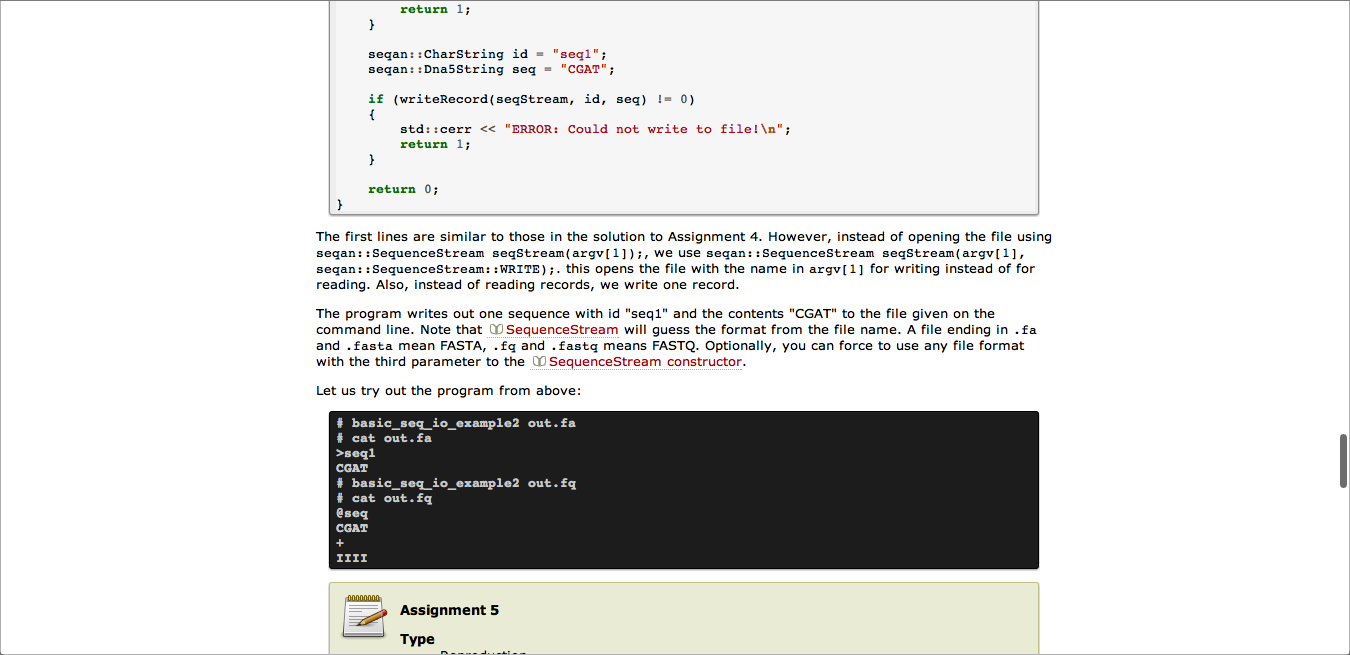 return 1;
}
seqan::CharString id = "seq1";
seqan::Dna5String seq = "CGAT";
if (writeRecord(seqStream, id, seq) != 0)
{
std::cerr << "ERROR: Could not write to file!\n";
return 1;
}
return 0;
}
The first lines are similar to those in the solution to Assignment 4. However, instead of opening the file using
seqan::SequenceStream seqStream(argv[1]);, we use seqan::SequenceStream seqStream(argv[1],
seqan::SequenceStream::WRITE);. this opens the file with the name in argv[1] for writing instead of for
reading. Also, instead of reading records, we write one record.
The program writes out one sequence with id "seq1" and the contents "CGAT" to the file given on the
command line. Note that SequenceStream will guess the format from the file name. A file ending in .fa
and .fasta mean FASTA, .fq and .fastq means FASTQ. Optionally, you can force to use any file format
with the third parameter to the SequenceStream constructor.
Let us try out the program from above:
# basic_seq_io_example2 out.fa
# cat out.fa
>seq1
CGAT
# basic_seq_io_example2 out.fq
# cat out.fq
@seq
CGAT
+
IIII
Assignment 5
Type